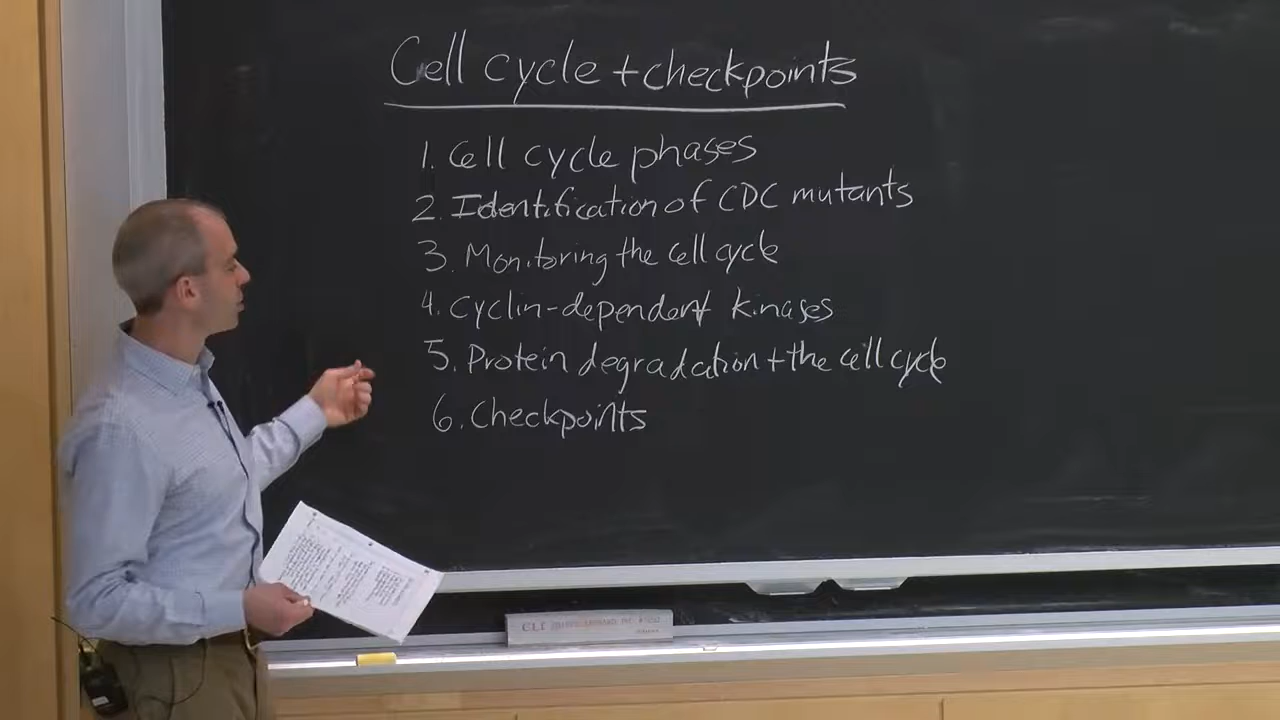 Cell cycle + checkpoints
1. Cell cycle phases
2. Identification of CDC mutants
3. Monitoring the cell cycle
4. Cyclin-dependent kinases
5. Protein degradation + the cell cycle
6. Checkpoints